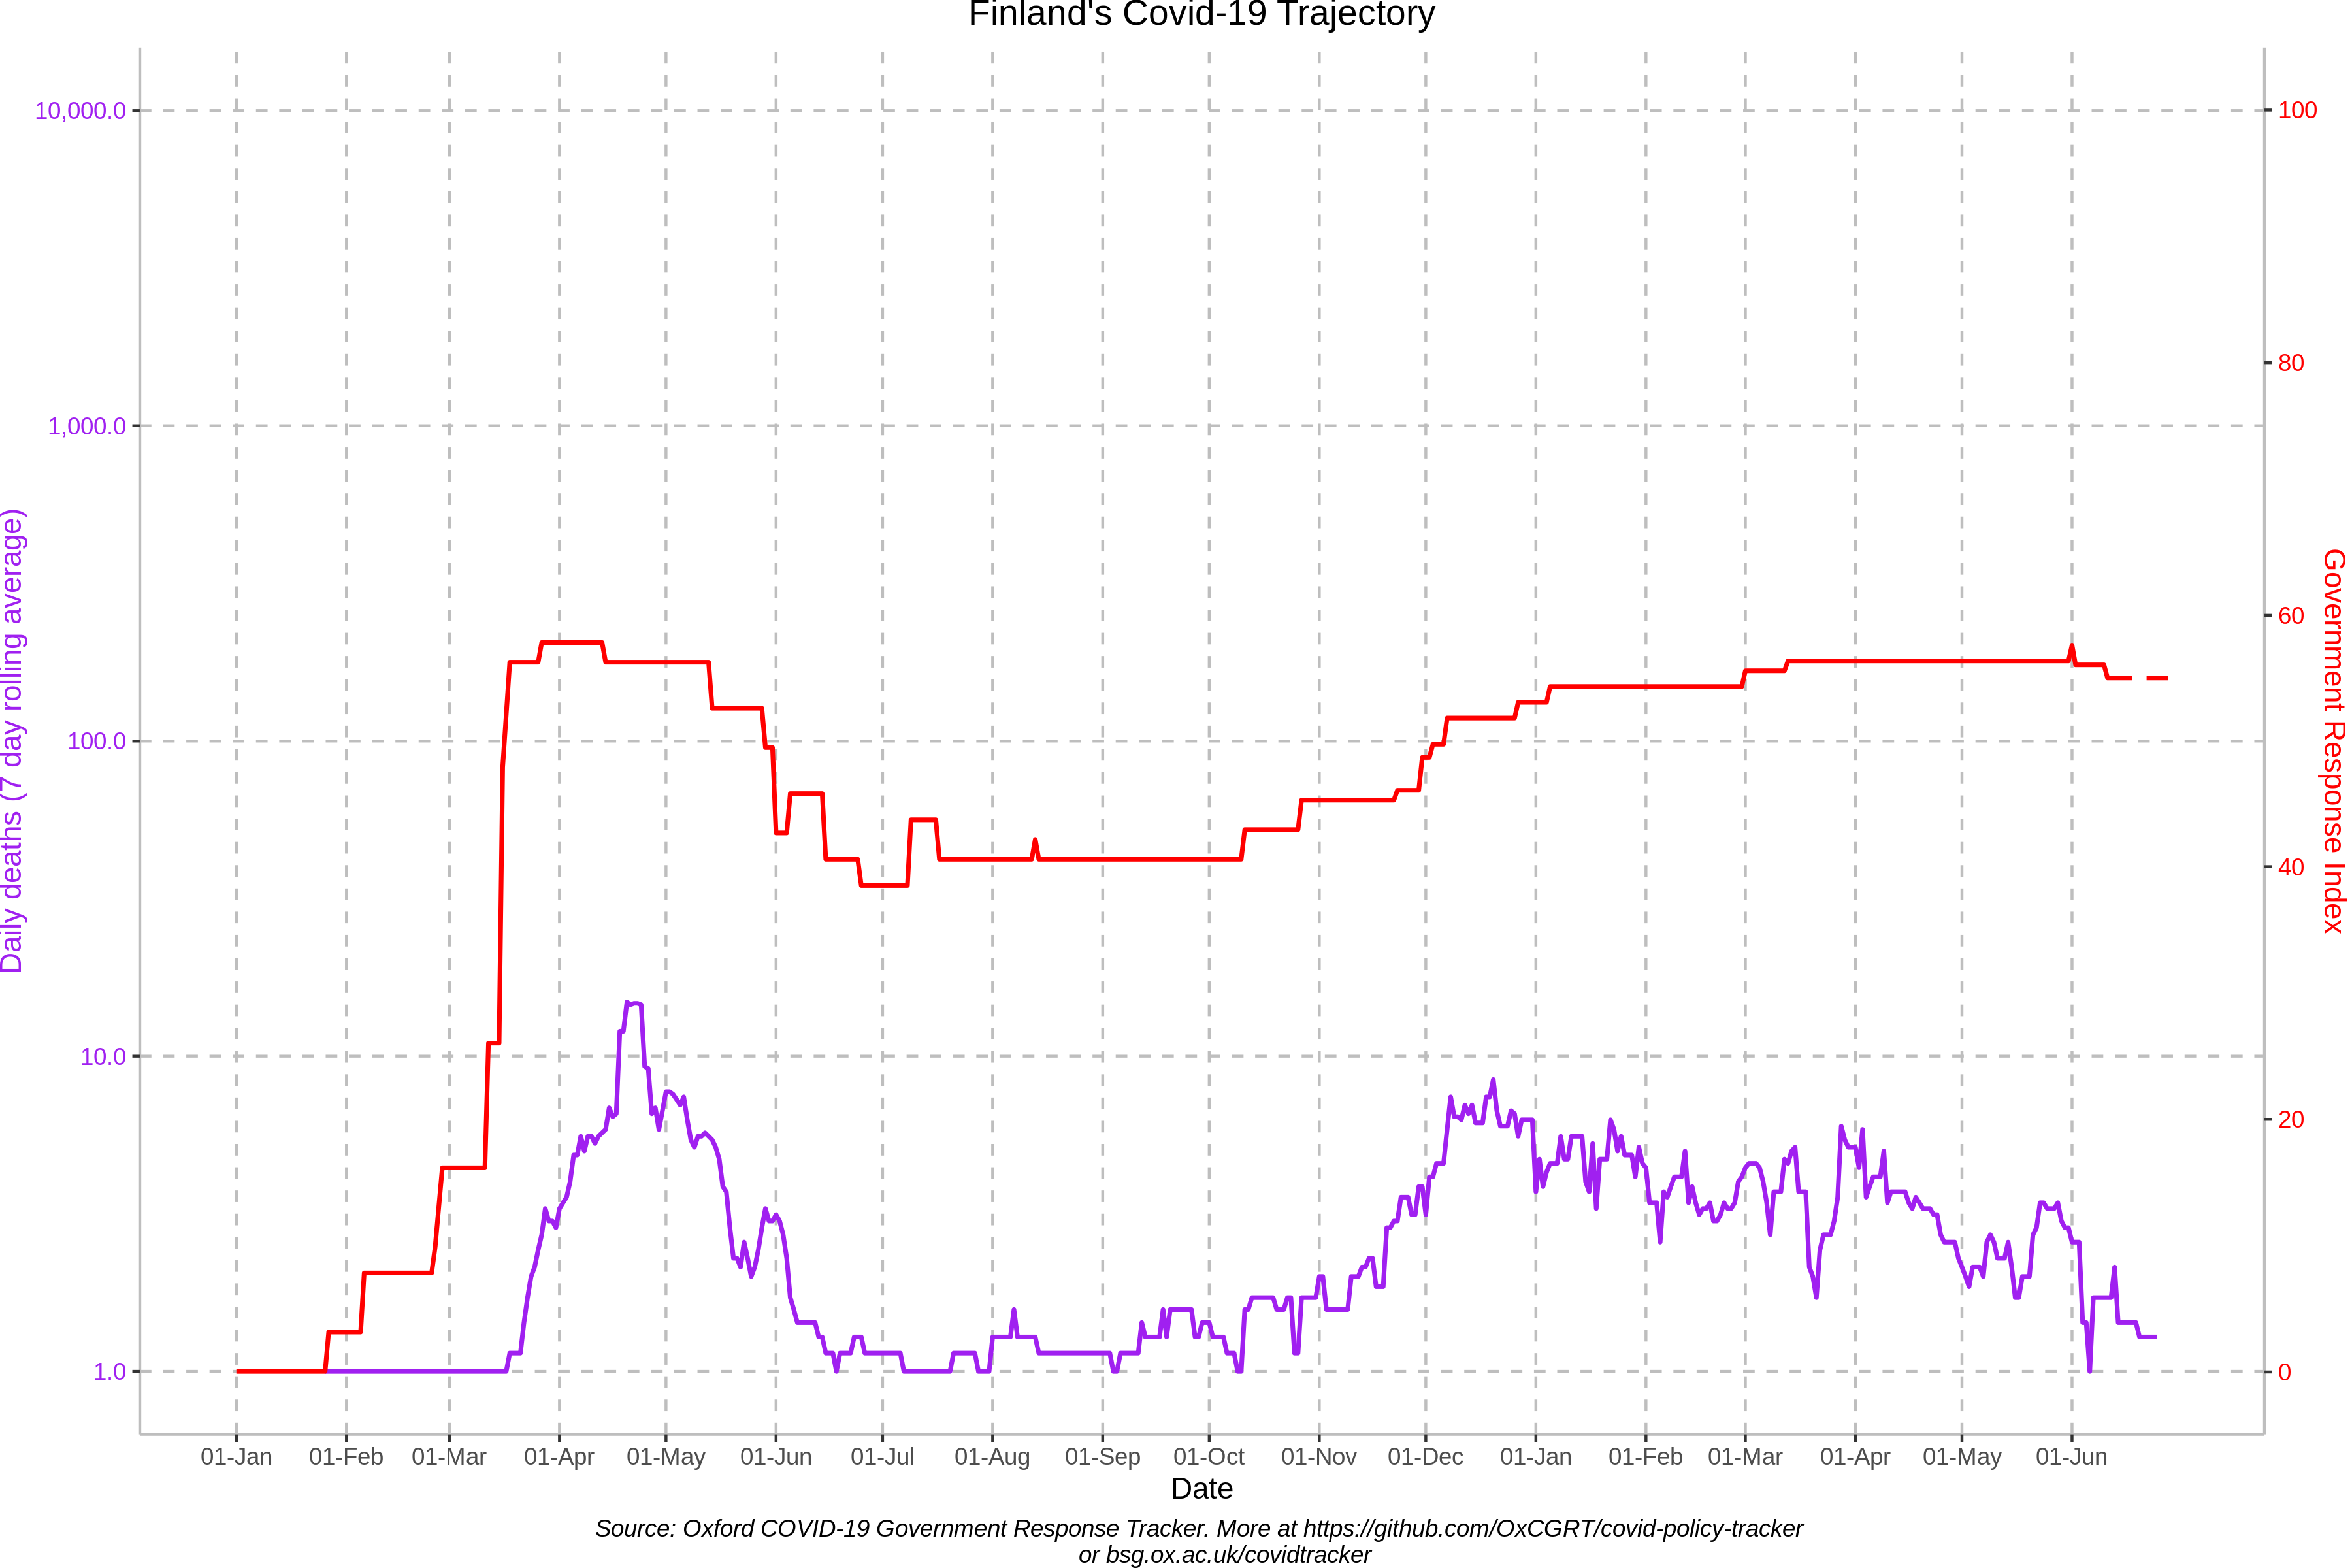 Finland's Covid-19 Trajectory
Daily deaths (7 day rolling average)
10,000.0
1,000.0
100.0
10.0
1.0
100
80
60
40
20
0
Government Response Index
01-Jan 01-Feb 01-Mar 01-Apr 01-May 01-Jun 01-Jul 01-Aug 01-Sep 01-Oct 01-Nov 01-Dec 01-Jan 01-Feb 01-Mar 01-Apr 01-May 01-Jun
Date
Source: Oxford COVID-19 Government Response Tracker. More at https://github.com/OxCGRT/covid-policy-tracker
or bsg.ox.ac.uk/covidtracker